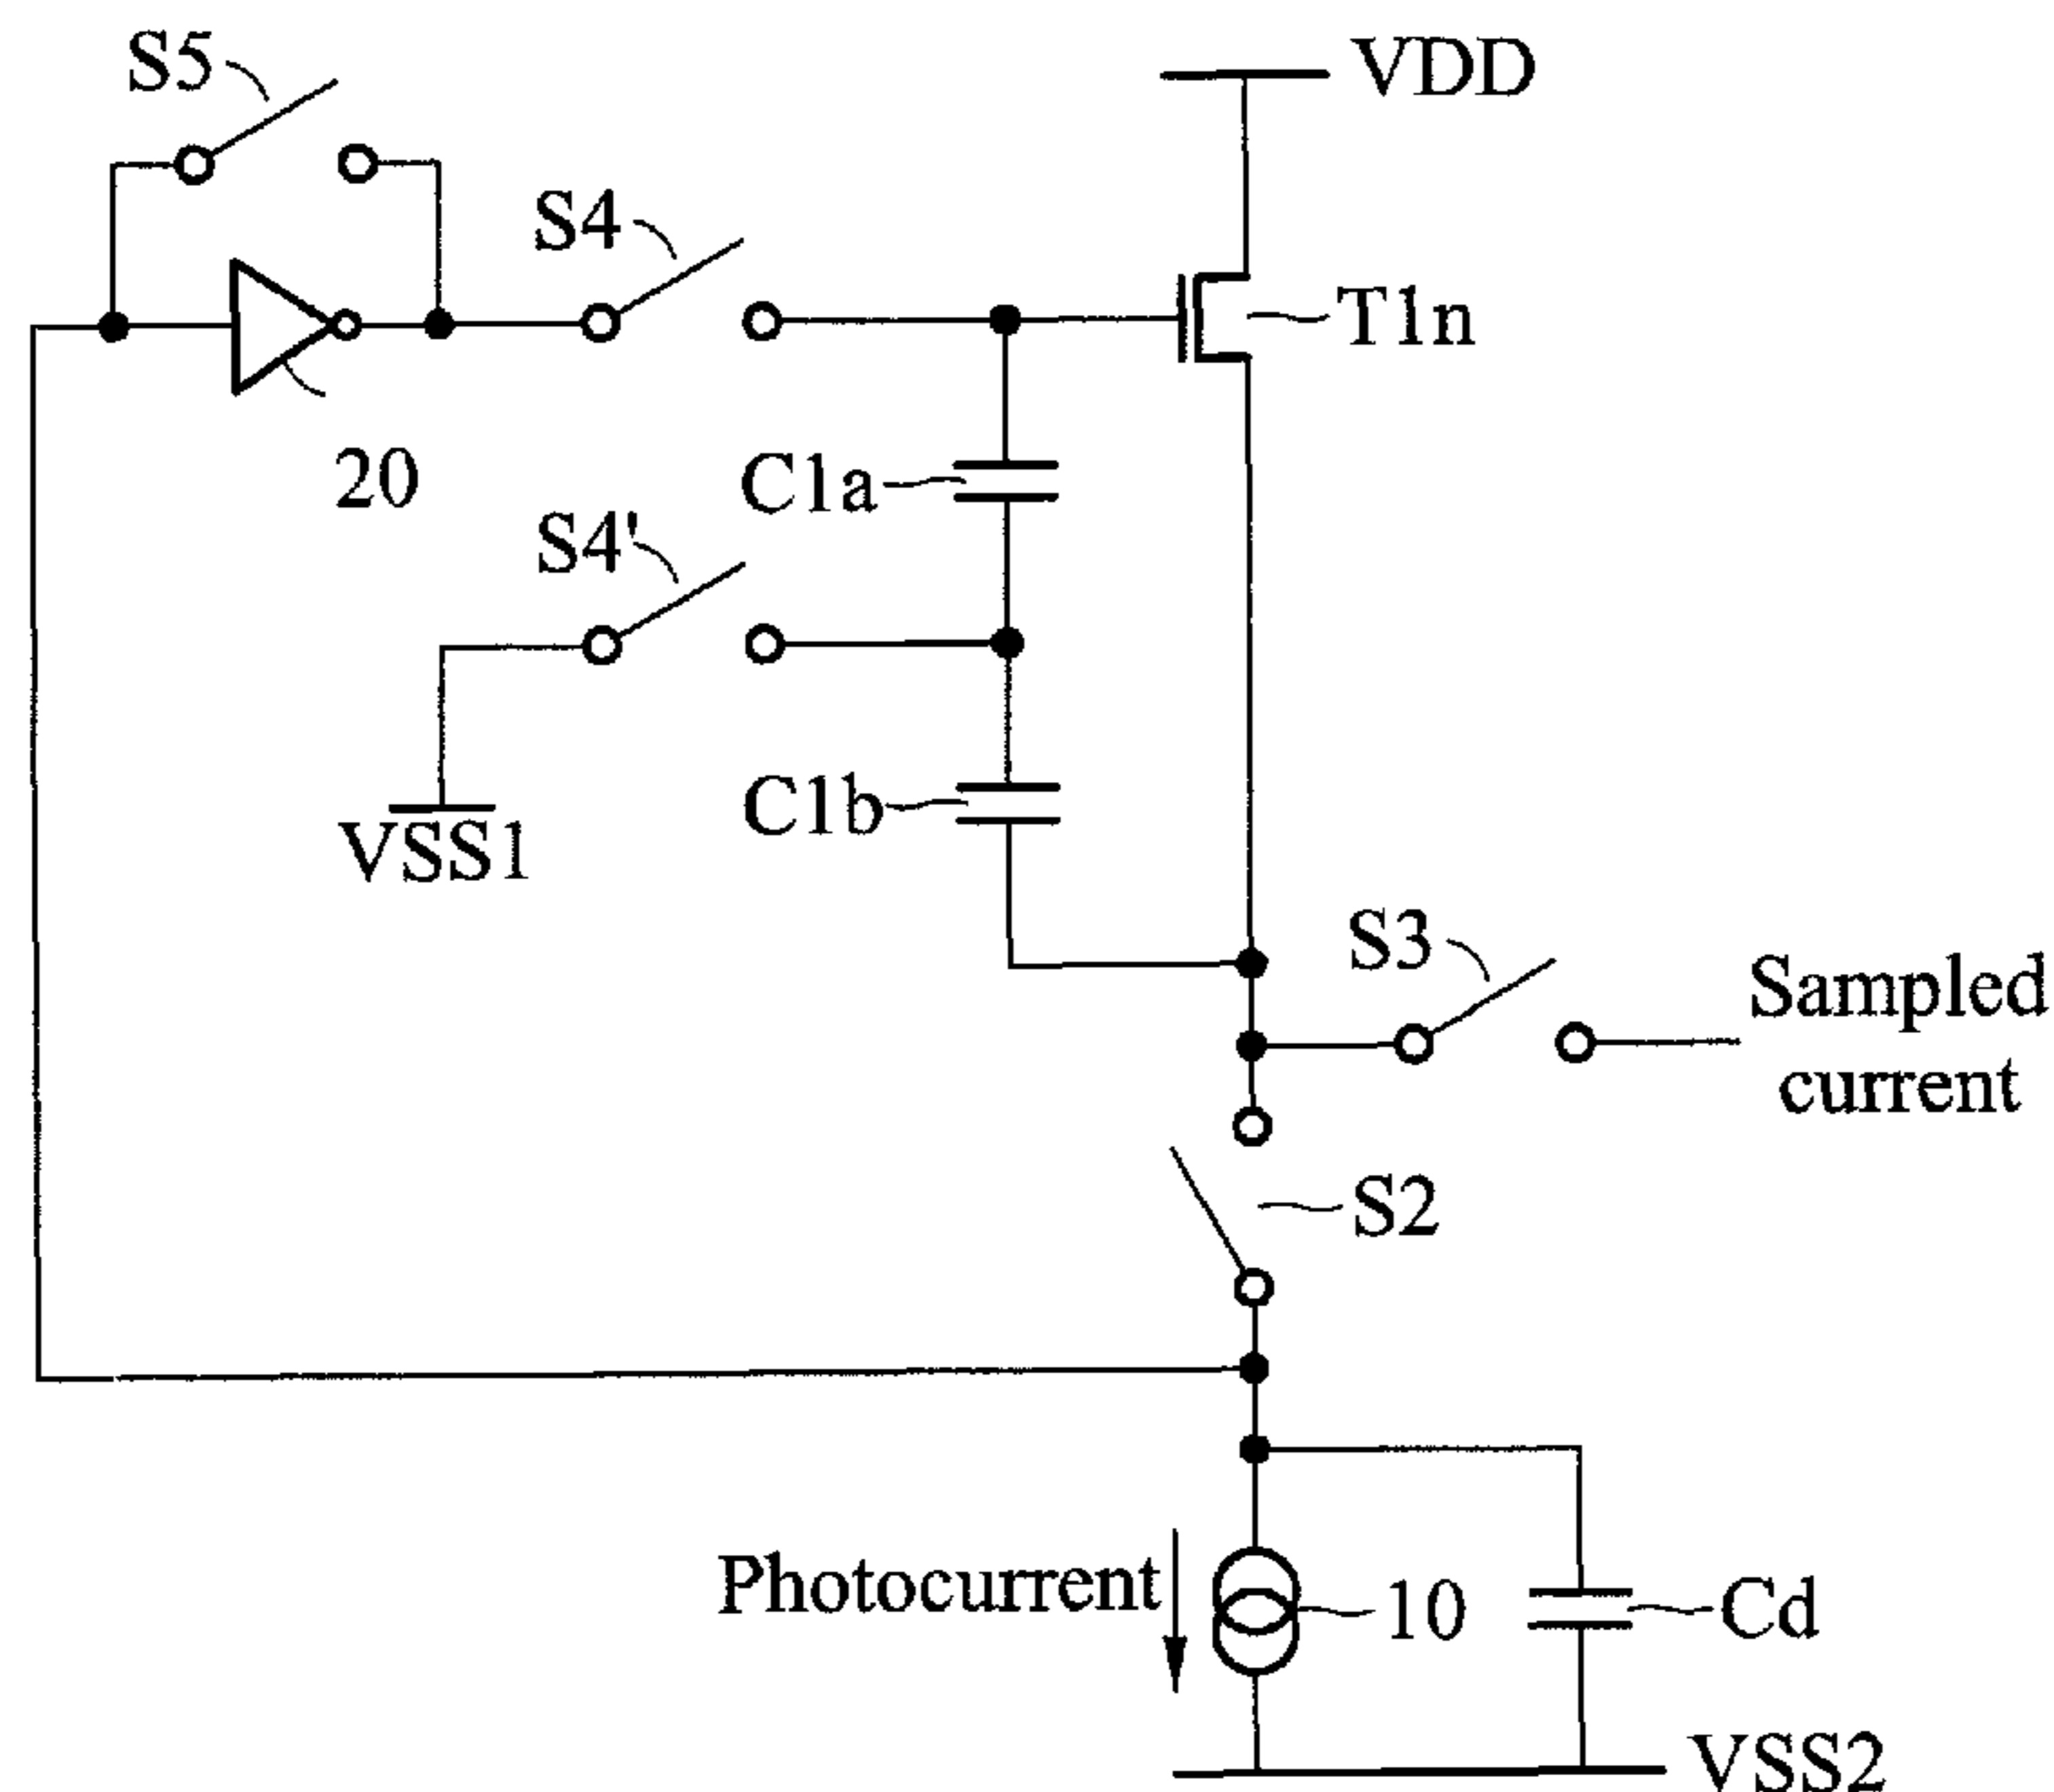 S5
VDD
S4
T1n
20
C1a
S4'
C1b
VSS1
S3
Sampled
current
S2
Photocurrent
10
Cd
VSS2